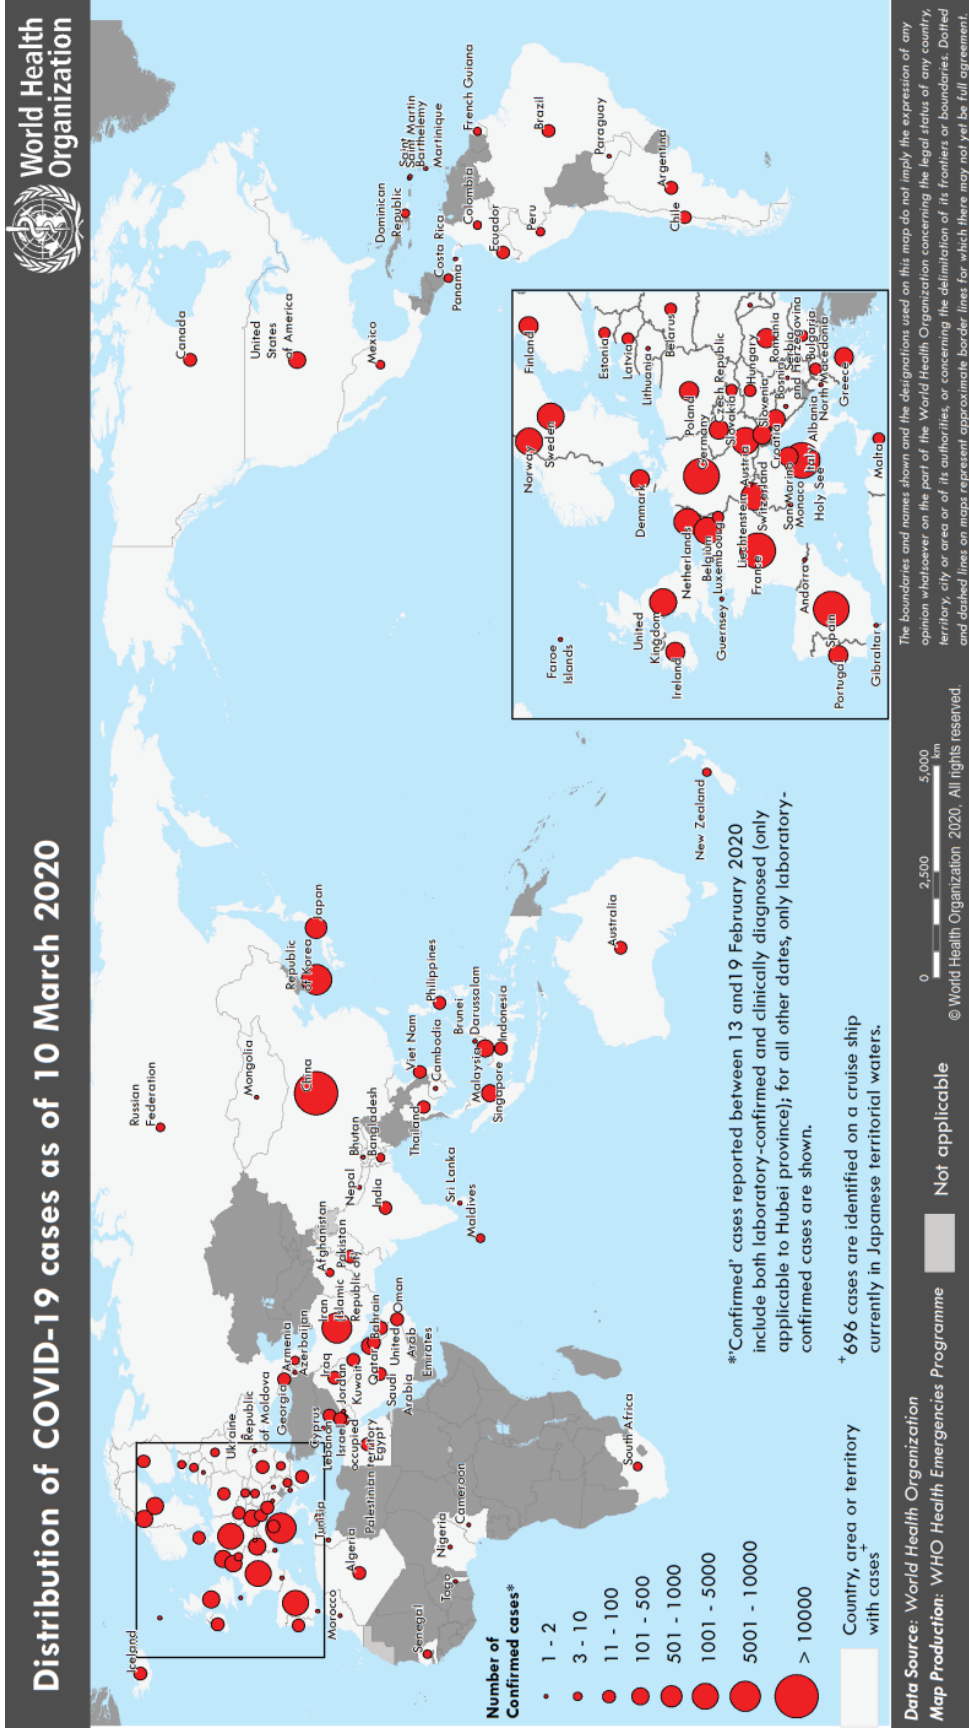 Distribution of COVID-19 cases as of 10 March 2020
World Health
Organization
Iceland
Russian
Federation
Mongolia
China
Republic
of Korea
Japan
Canada
United
States
of America
Mexico
Dominican
Republic
Saint
Saint Martin
Barthelemy
Martinique
French Guiana
Costa Rica
Panama
Colombia
Ecuador
Peru
Brazil
Paraguay
Argentina
Chile
Ukraine
Republic
of Moldova
Georgia
Armenia
Azerbaijan
Cyprus
Lebanon
Israel
occupied
Palestinian territory
Egypt
Iraq
Jordan
Kuwait
Iran
(Islamic
Republic of)
Afghanistan
Pakistan
Qatar
Bahrain
Saudi
Arabia
United
Arab
Emirates
Oman
Nepal
India
Bhutan
Bangladesh
Sri Lanka
Maldives
Thailand
Viet Nam
Cambodia
Philippines
Brunei
Darussalam
Malaysia
Singapore
Indonesia
Australia
New Zealand
Tunisia
Algeria
Morocco
Senegal
Togo
Nigeria
Cameroon
South Africa
Faroe
Islands
Norway
Sweden
Finland
Estonia
Latvia
Lithuania
Belarus
Denmark
United
Kingdom
Ireland
Guernsey
Netherlands
Belgium
Luxembourg
Germany
Poland
Czech Republic
Slovakia
Austria
Hungary
Slovenia
Croatia
Romania
Serbia
Bosnia
and Herzegovina
Bulgaria
North Macedonia
Albania
Greece
Liechtenstein
Switzerland
France
San Marino
Monaco
Italy
Holy See
Andorra
Spain
Portugal
Gibraltar
Malta
Number of
Confirmed cases*
1 - 2
3 - 10
11 - 100
101 - 500
501 - 1000
1001 - 5000
5001 - 10000
> 10000
Country, area or territory
with cases+
*'Confirmed' cases reported between 13 and19 February 2020
include both laboratory-confirmed and clinically diagnosed (only
applicable to Hubei province); for all other dates, only laboratory-
confirmed cases are shown.
+696 cases are identified on a cruise ship
currently in Japanese territorial waters.
Data Source: World Health Organization
Map Production: WHO Health Emergencies Programme
Not applicable
0 2,500 5,000
km
© World Health Organization 2020, All rights reserved.
The boundaries and names shown and the designations used on this map do not imply the expression of any
opinion whatsoever on the part of the World Health Organization concerning the legal status of any country,
territory, city or area or of its authorities, or concerning the delimitation of its frontiers or boundaries. Dotted
and dashed lines on maps represent approximate border lines for which there may not yet be full agreement.